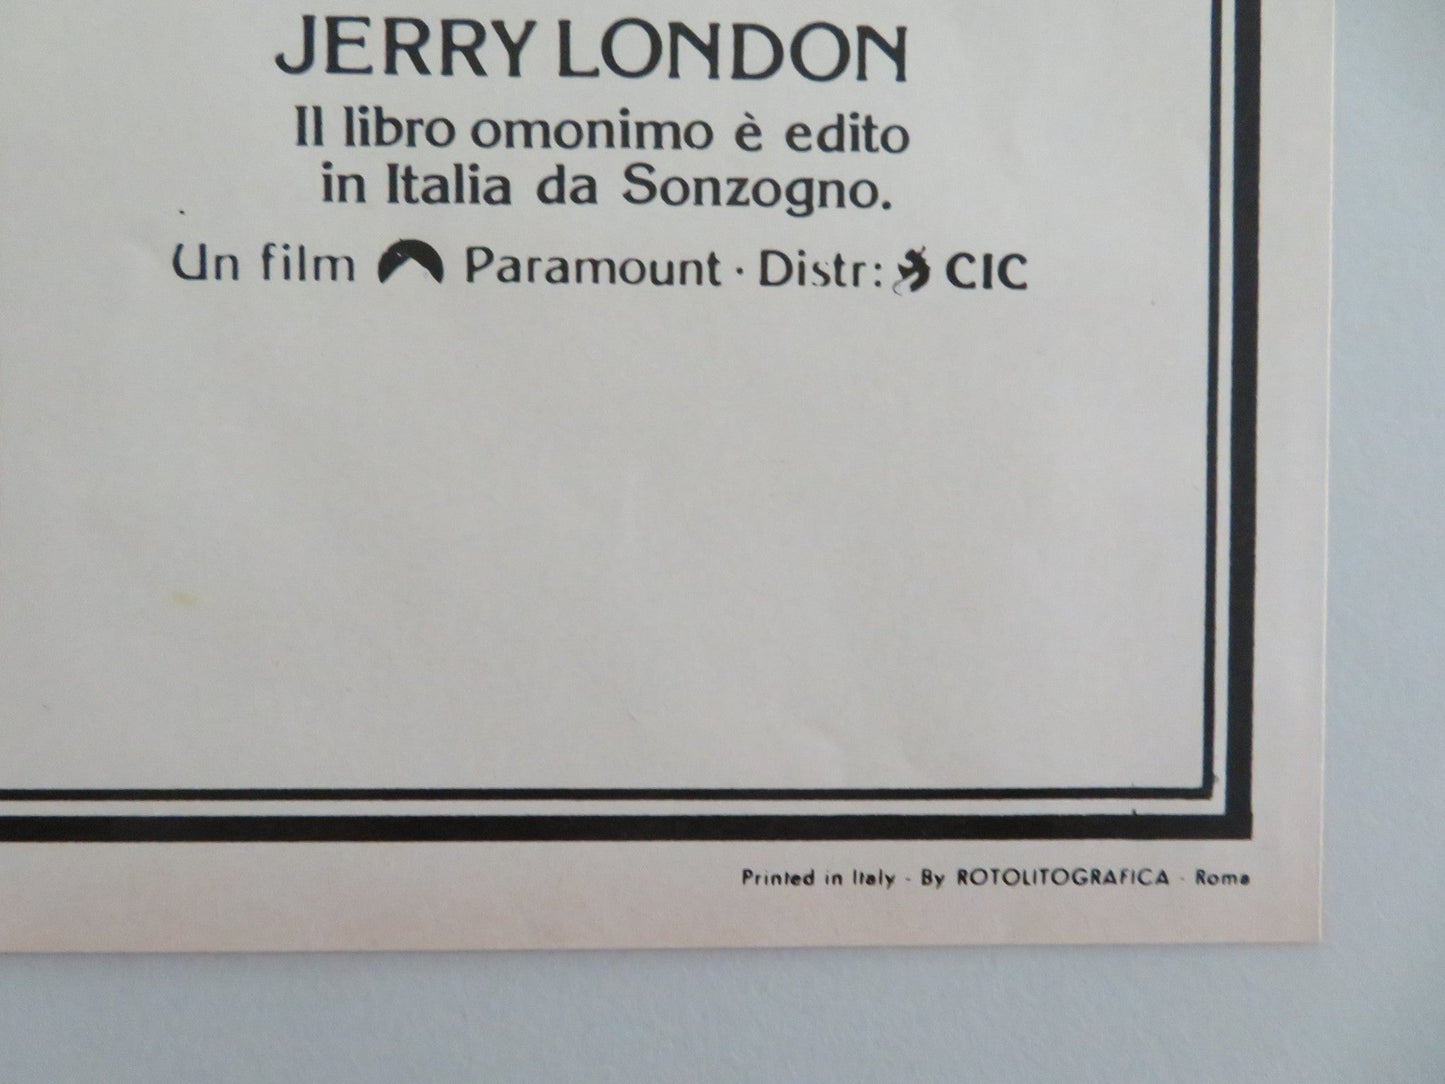 JERRY LONDON
Il libro omonimo è edito
in Italia da Sonzogno.
Un film Paramount · Distr: CIC
Printed in Italy - By ROTOLITOGRAFICA - Roma